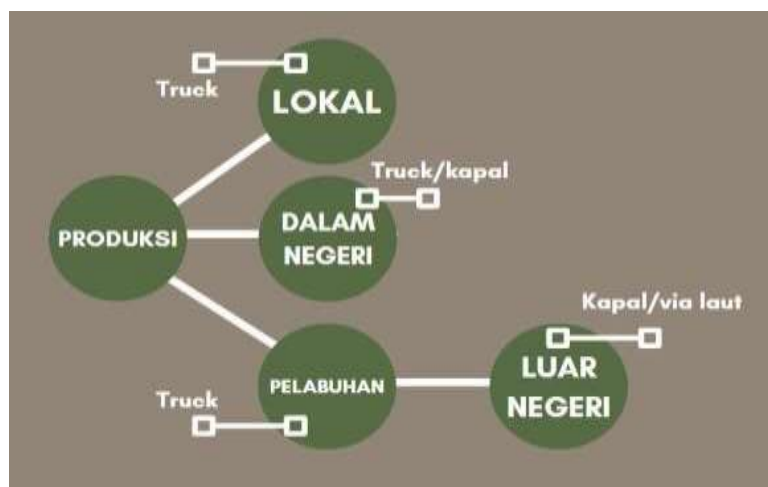 Truck
LOKAL
Truck/kapal
PRODUKSI
DALAM
NEGERI
Kapal/via laut
LUAR
NEGERI
PELABUHAN
Truck